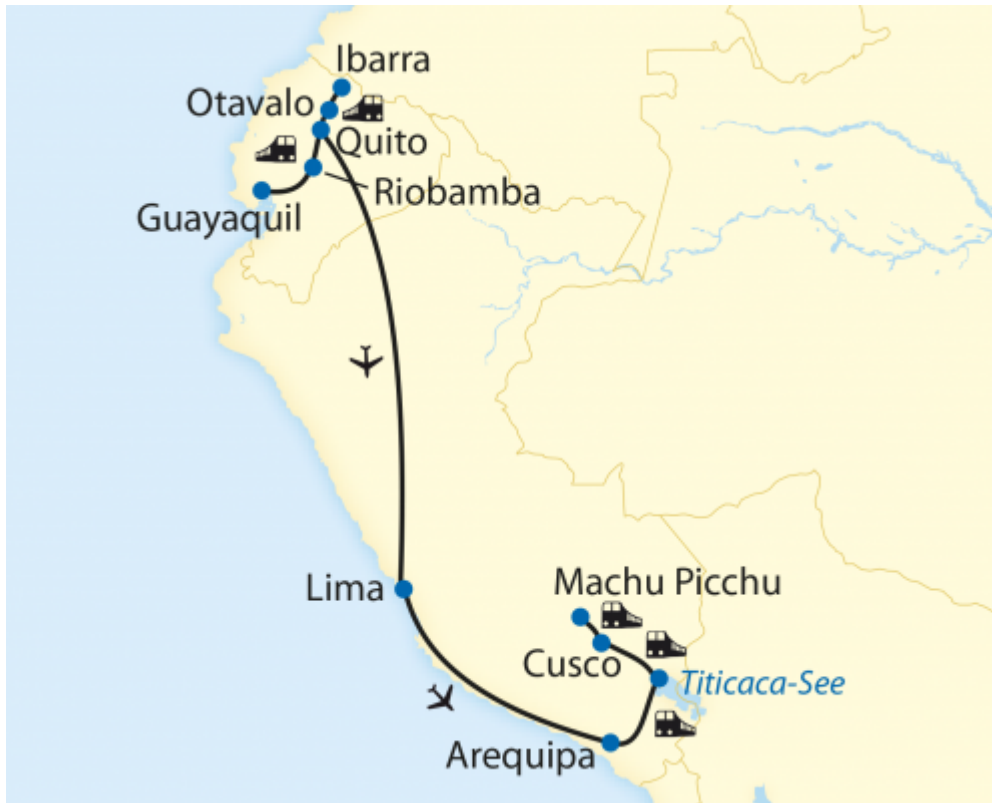 Ibarra
Otavalo
Quito
Riobamba
Guayaquil
Lima
Machu Picchu
Cusco
Titicaca-See
Arequipa